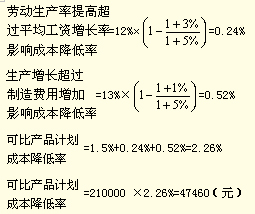 劳动生产率提高超
过平均工资增长率=12%×(1-1+3%/1+5%)=0.24%
影响成本降低率
生产增长超过
制造费用增加=13%×(1-1+1%/1+5%)=0.52%
影响成本降低率
可比产品计划
成本降低率=1.5%+0.24%+0.52%=2.26%
可比产品计划
成本降低率=210000×2.26%=47460(元)